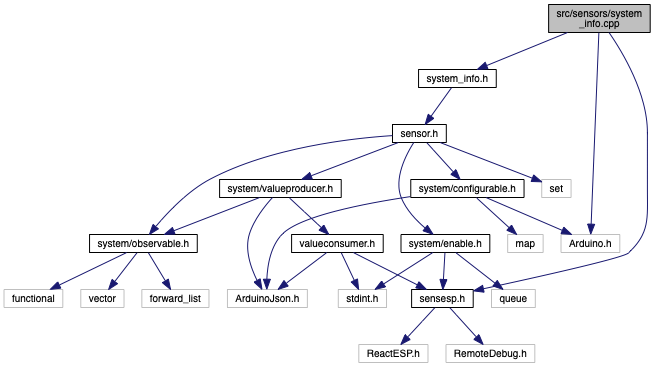 src/sensors/system
_info.cpp
system_info.h
sensor.h
system/valueproducer.h
system/configurable.h
set
system/observable.h
valueconsumer.h
system/enable.h
map
Arduino.h
functional
vector
forward_list
ArduinoJson.h
stdint.h
sensesp.h
queue
ReactESP.h
RemoteDebug.h